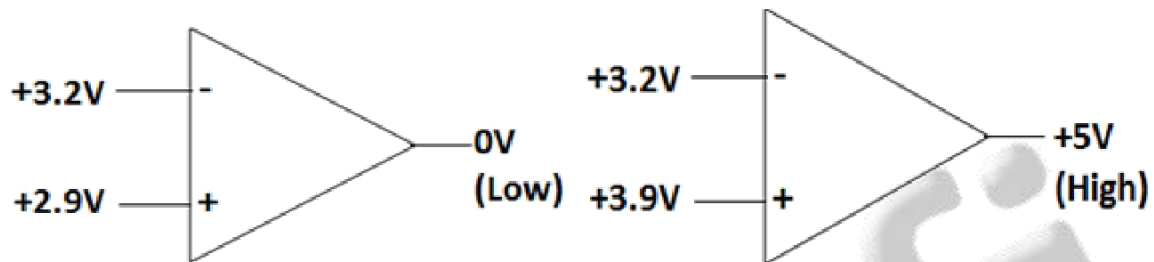 +3.2V
-
+2.9V
+
0V
(Low)
+3.2V
-
+3.9V
+
+5V
(High)